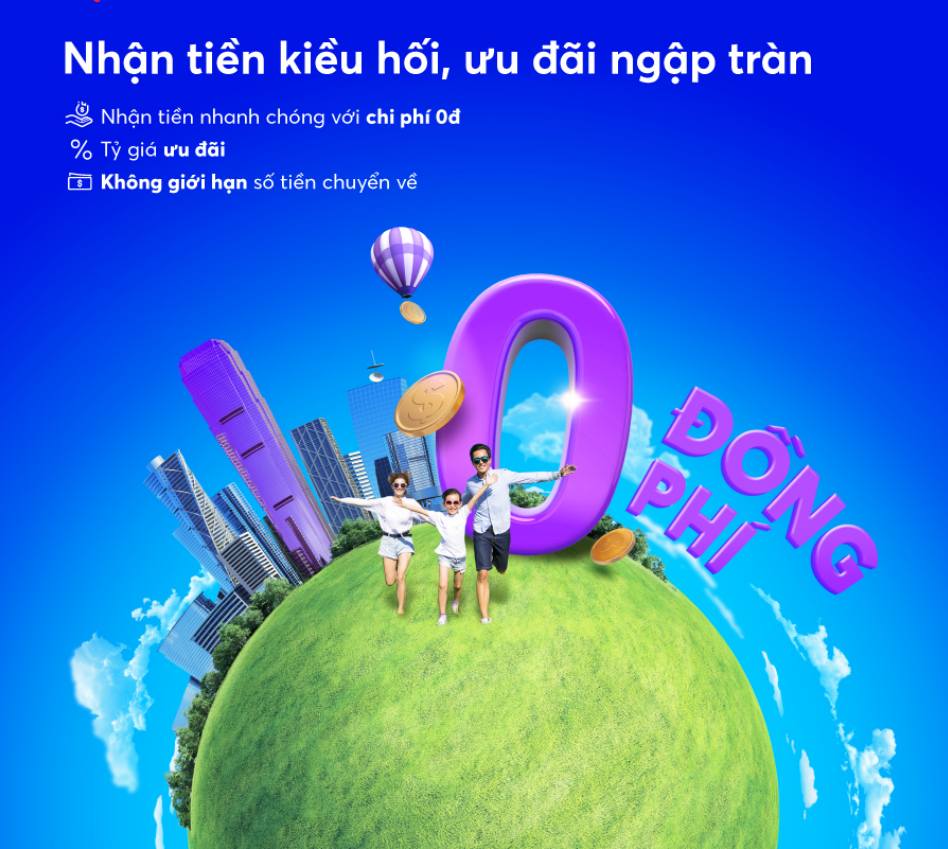 Nhận tiền kiều hối, ưu đãi ngập tràn
Nhận tiền nhanh chóng với chi phí 0đ
Tỷ giá ưu đãi
Không giới hạn số tiền chuyển về
0
ĐỒNG
PHÍ